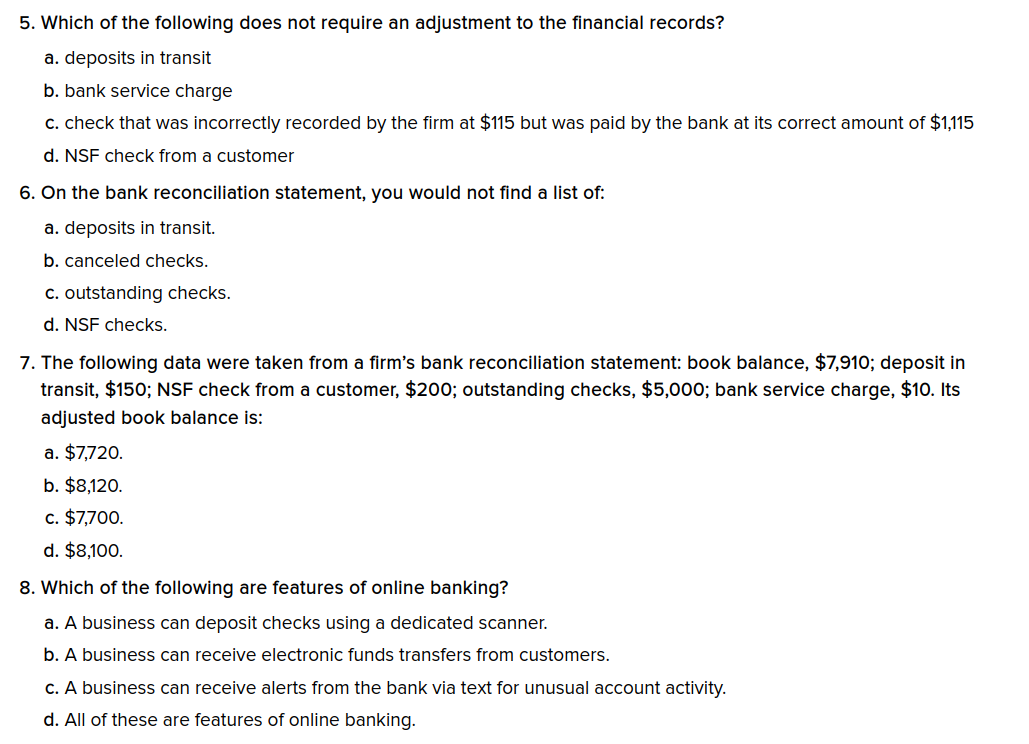 5. Which of the following does not require an adjustment to the financial records?
a. deposits in transit
b. bank service charge
c. check that was incorrectly recorded by the firm at $115 but was paid by the bank at its correct amount of $1,115
d. NSF check from a customer
6. On the bank reconciliation statement, you would not find a list of:
a. deposits in transit.
b. canceled checks.
c. outstanding checks.
d. NSF checks.
7. The following data were taken from a firm’s bank reconciliation statement: book balance, $7,910; deposit in
transit, $150; NSF check from a customer, $200; outstanding checks, $5,000; bank service charge, $10. Its
adjusted book balance is:
a. $7,720.
b. $8,120.
c. $7,700.
d. $8,100.
8. Which of the following are features of online banking?
a. A business can deposit checks using a dedicated scanner.
b. A business can receive electronic funds transfers from customers.
c. A business can receive alerts from the bank via text for unusual account activity.
d. All of these are features of online banking.